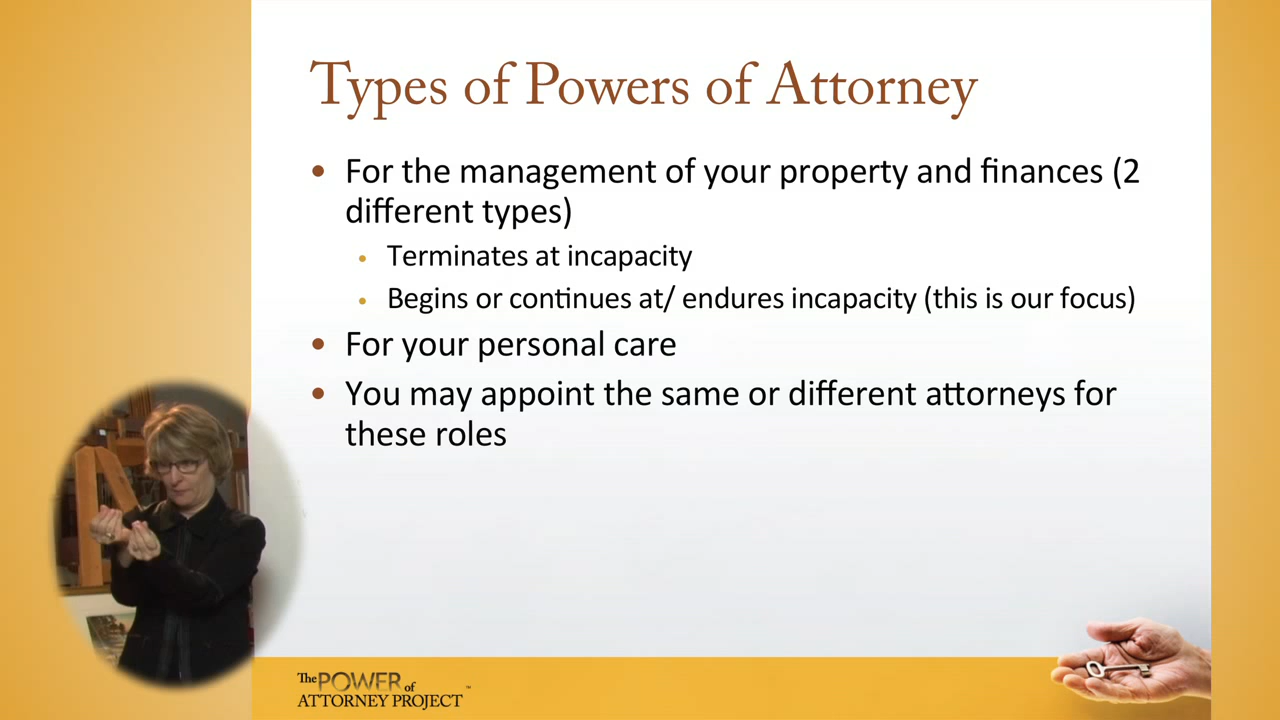 Types of Powers of Attorney
• For the management of your property and finances (2
different types)
• Terminates at incapacity
• Begins or continues at/ endures incapacity (this is our focus)
• For your personal care
• You may appoint the same or different attorneys for
these roles
The POWER of
ATTORNEY PROJECT™